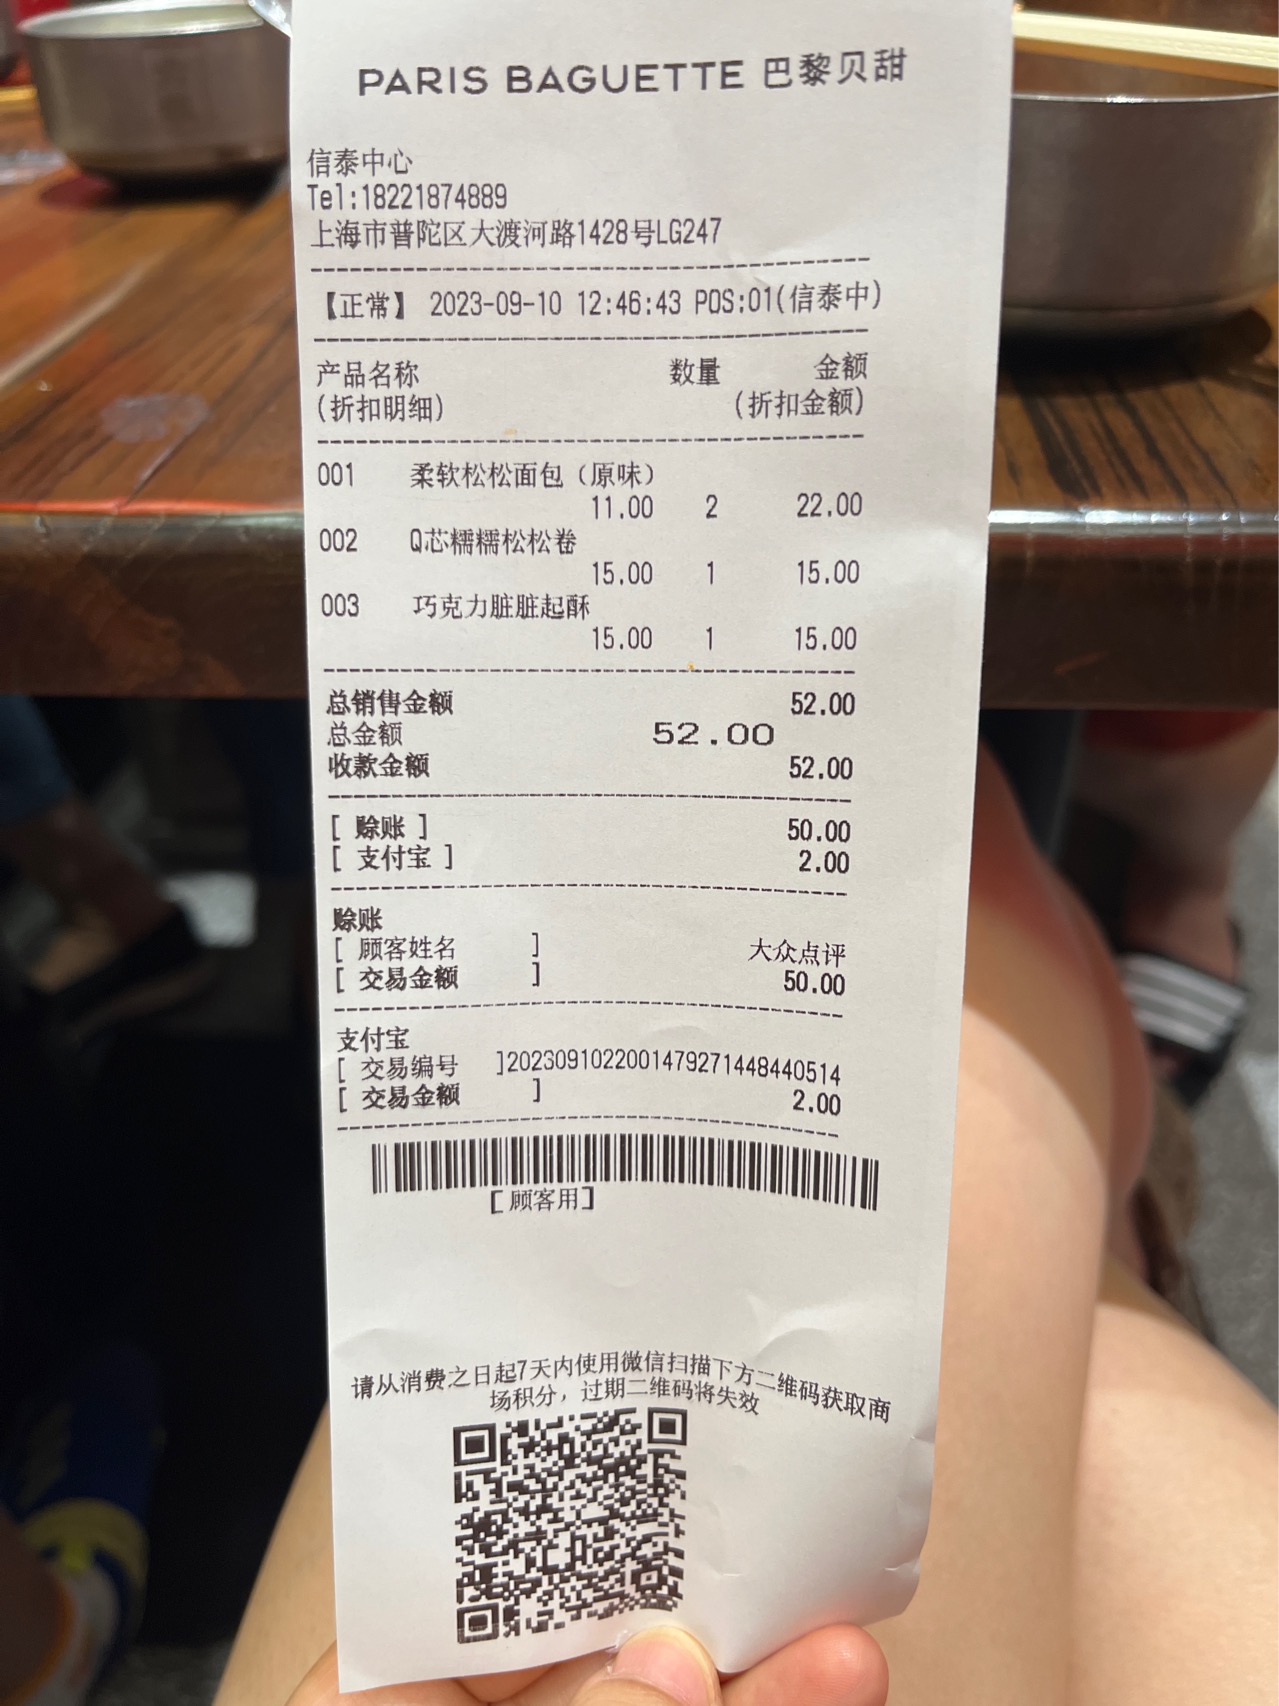 PARIS BAGUETTE 巴黎贝甜
信泰中心
Tel:18221874889
上海市普陀区大渡河路1428号LG247
【正常】 2023-09-10 12:46:43 POS:01(信泰中)
产品名称 数量 金额
(折扣明细) (折扣金额)
001 柔软松松面包（原味）
11.00 2 22.00
002 Q芯糯糯松松卷
15.00 1 15.00
003 巧克力脏脏起酥
15.00 1 15.00
总销售金额 52.00
总金额 52.00
收款金额 52.00
[ 赊账 ] 50.00
[ 支付宝 ] 2.00
赊账
[ 顾客姓名 ] 大众点评
[ 交易金额 ] 50.00
支付宝
[ 交易编号 ]2023091022001479271448440514
[ 交易金额 ] 2.00
[顾客用]
请从消费之日起7天内使用微信扫描下方二维码获取商
场积分，过期二维码将失效